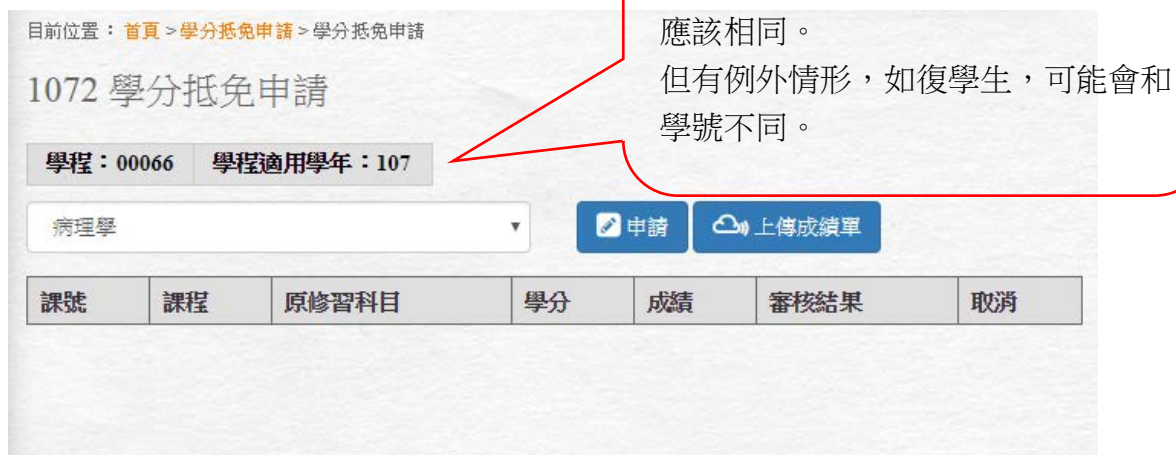 目前位置：首頁 > 學分抵免申請 > 學分抵免申請
應該相同。
但有例外情形，如復學生，可能會和
學號不同。
1072 學分抵免申請
學程：00066 學程適用學年：107
病理學 申請 上傳成績單
課號 課程 原修習科目 學分 成績 審核結果 取消